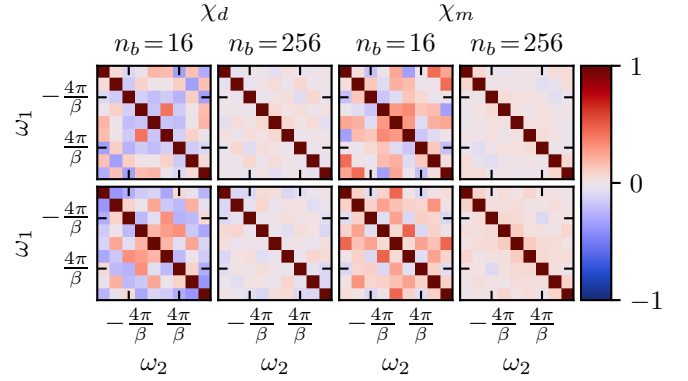 χ_d χ_m
n_b = 16 n_b = 256 n_b = 16 n_b = 256
ω_1 −4π/β 4π/β
ω_1 −4π/β 4π/β
1
0
−1
−4π/β 4π/β −4π/β 4π/β −4π/β 4π/β −4π/β 4π/β
ω_2 ω_2 ω_2 ω_2